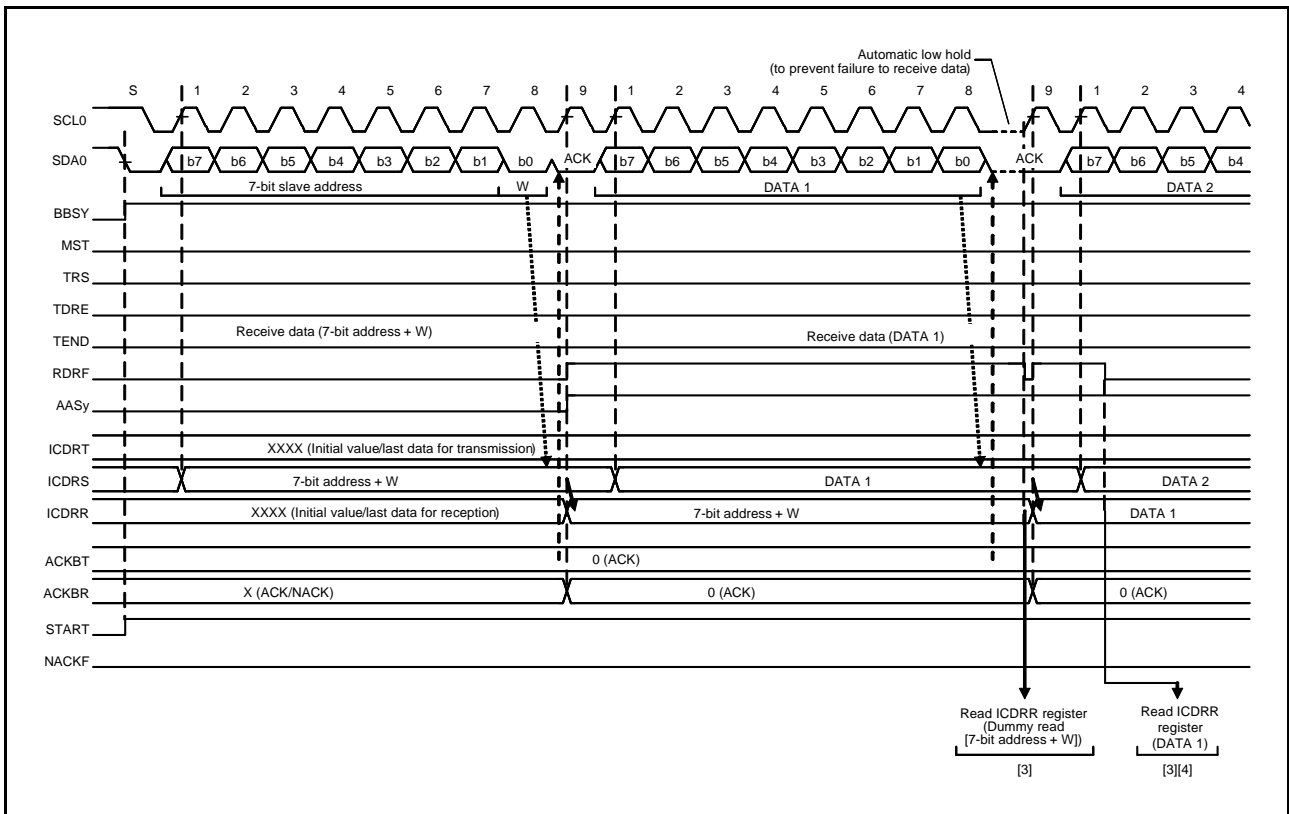 Automatic low hold
(to prevent failure to receive data)
S 1 2 3 4 5 6 7 8 9 1 2 3 4 5 6 7 8 9 1 2 3 4
SCL0
SDA0 b7 b6 b5 b4 b3 b2 b1 b0 ACK b7 b6 b5 b4 b3 b2 b1 b0 ACK b7 b6 b5 b4
7-bit slave address W DATA 1 DATA 2
BBSY
MST
TRS
TDRE
Receive data (7-bit address + W) Receive data (DATA 1)
TEND
RDRF
AASy
ICDRT XXXX (Initial value/last data for transmission)
ICDRS 7-bit address + W DATA 1 DATA 2
ICDRR XXXX (Initial value/last data for reception) 7-bit address + W DATA 1
ACKBT 0 (ACK)
ACKBR X (ACK/NACK) 0 (ACK) 0 (ACK)
START
NACKF
Read ICDRR register
(Dummy read
[7-bit address + W])
[3]
Read ICDRR
register
(DATA 1)
[3][4]